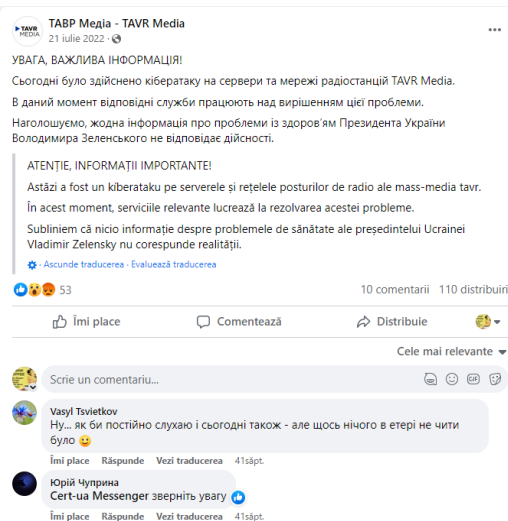 TAVR
MEDIA
ТАВР Медіа - TAVR Media
21 iulie 2022 ·
УВАГА, ВАЖЛИВА ІНФОРМАЦІЯ!
Сьогодні було здійснено кібератаку на сервери та мережі радіостанцій TAVR Media.
В даний момент відповідні служби працюють над вирішенням цієї проблеми.
Наголошуємо, жодна інформація про проблеми із здоров'ям Президента України
Володимира Зеленського не відповідає дійсності.
ATENȚIE, INFORMAȚII IMPORTANTE!
Astăzi a fost un kîberataku pe serverele și rețelele posturilor de radio ale mass-media tavr.
În acest moment, serviciile relevante lucrează la rezolvarea acestei probleme.
Subliniem că nicio informație despre problemele de sănătate ale președintelui Ucrainei
Vladimir Zelensky nu corespunde realității.
· Ascunde traducerea · Evaluează traducerea
53
10 comentarii 110 distribuiri
Îmi place Comentează Distribuie
Cele mai relevante
Scrie un comentariu...
GIF
Vasyl Tsvietkov
Ну... як би постійно слухаю і сьогодні також - але щось нічого в етері не чити
було
Îmi place Răspunde Vezi traducerea 41săpt.
Юрій Чуприна
Cert-ua Messenger зверніть увагу
Îmi place Răspunde Vezi traducerea 41săpt.